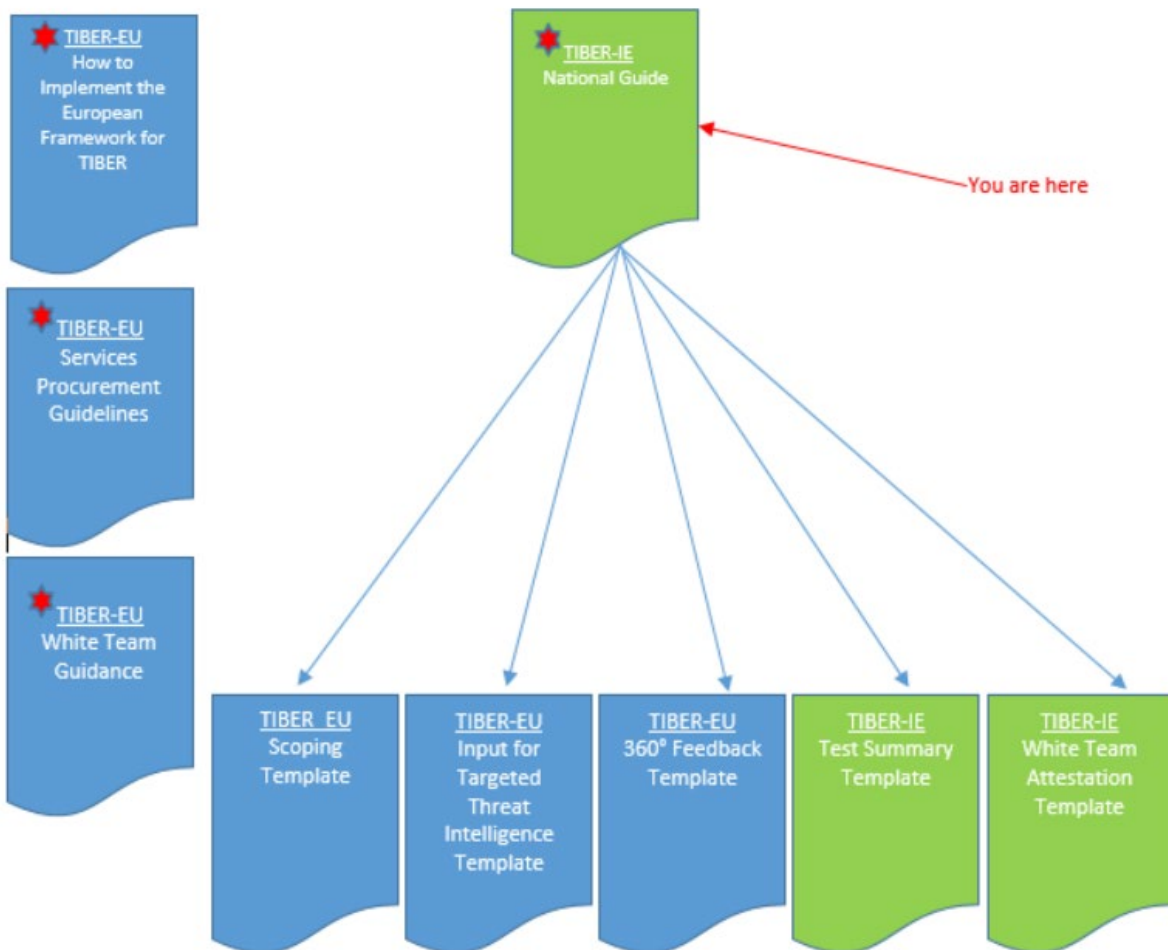 TIBER-EU
How to
Implement the
European
Framework for
TIBER
TIBER-IE
National Guide
You are here
TIBER-EU
Services
Procurement
Guidelines
TIBER-EU
White Team
Guidance
TIBER EU
Scoping
Template
TIBER-EU
Input for
Targeted
Threat
Intelligence
Template
TIBER-EU
360° Feedback
Template
TIBER-IE
Test Summary
Template
TIBER-IE
White Team
Attestation
Template